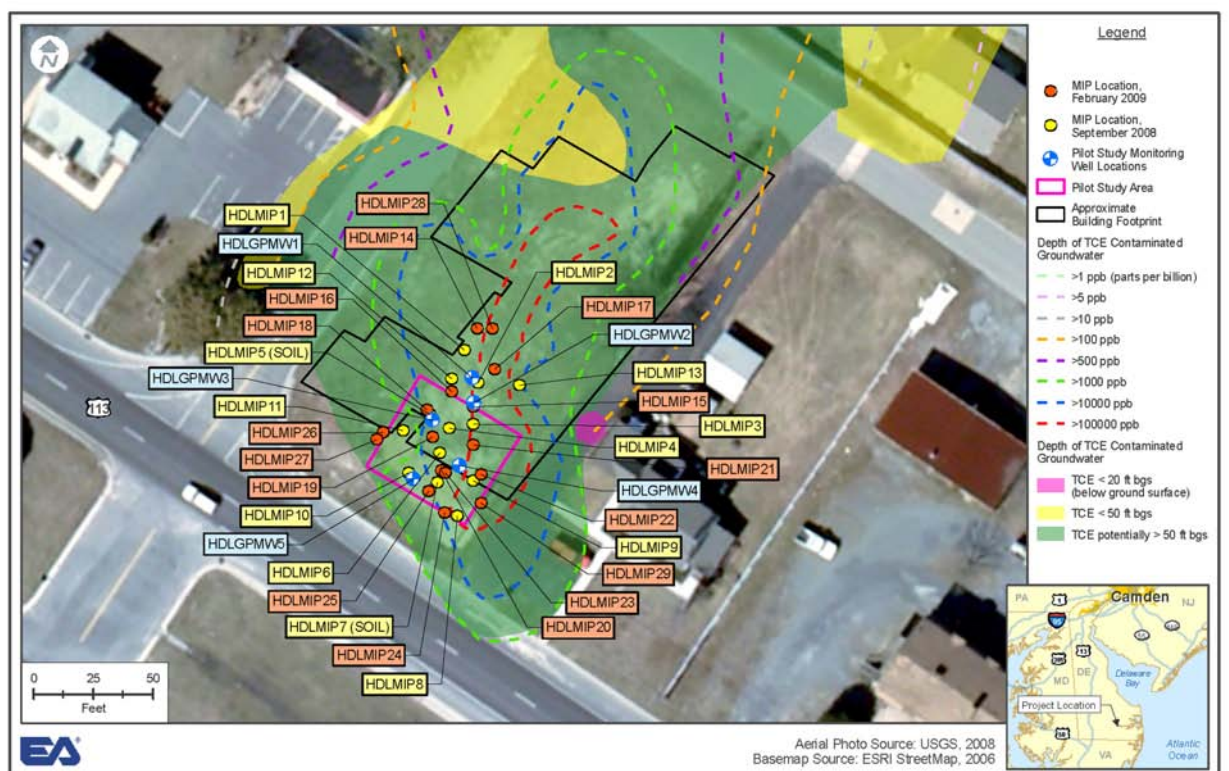 N
HDLMIP28
HDLMIP1
HDLMIP14
HDLGPMW1
HDLMIP12
HDLMIP2
HDLMIP16
HDLMIP17
HDLMIP18
HDLGPMW2
HDLMIP5 (SOIL)
HDLGPMW3
HDLMIP13
HDLMIP11
HDLMIP15
HDLMIP26
HDLMIP3
HDLMIP27
HDLMIP4
HDLMIP21
HDLMIP19
HDLGPMW4
HDLMIP10
HDLMIP22
HDLGPMW5
HDLMIP9
HDLMIP6
HDLMIP29
HDLMIP25
HDLMIP23
HDLMIP7 (SOIL)
HDLMIP20
HDLMIP24
HDLMIP8
113
0 25 50
Feet
Legend
MIP Location,
February 2009
MIP Location,
September 2008
Pilot Study Monitoring
Well Locations
Pilot Study Area
Approximate
Building Footprint
Depth of TCE Contaminated
Groundwater
>1 ppb (parts per billion)
>5 ppb
>10 ppb
>100 ppb
>500 ppb
>1000 ppb
>10000 ppb
>100000 ppb
Depth of TCE Contaminated
Groundwater
TCE < 20 ft bgs
(below ground surface)
TCE < 50 ft bgs
TCE potentially > 50 ft bgs
PA
1
Camden
NJ
95
13
MD
DE
Delaware
Bay
Project Location
VA
Atlantic
Ocean
EA
Aerial Photo Source: USGS, 2008
Basemap Source: ESRI StreetMap, 2006